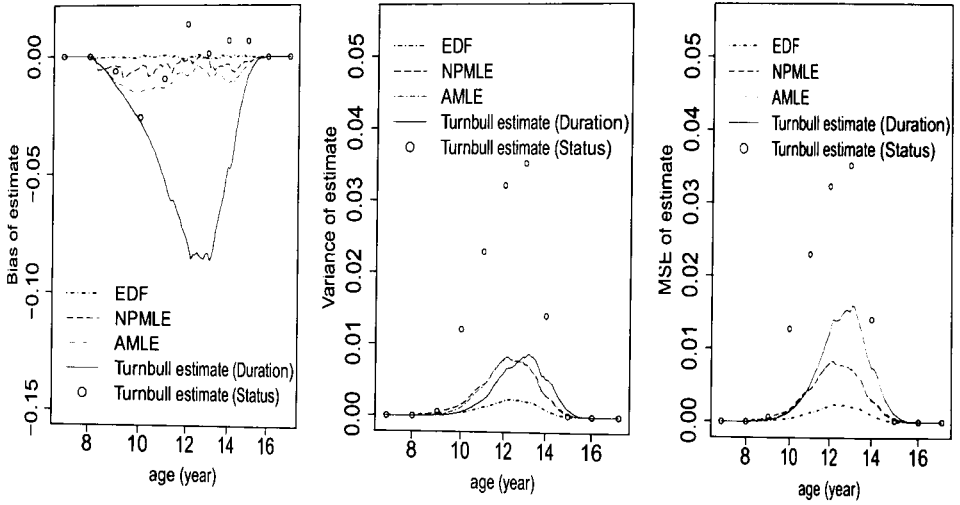 Bias of estimate
0.00
−0.05
−0.10
−0.15
EDF
NPMLE
AMLE
Turnbull estimate (Duration)
Turnbull estimate (Status)
8 10 12 14 16
age (year)
Variance of estimate
0.05
0.04
0.03
0.02
0.01
0.00
EDF
NPMLE
AMLE
Turnbull estimate (Duration)
Turnbull estimate (Status)
8 10 12 14 16
age (year)
MSE of estimate
0.05
0.04
0.03
0.02
0.01
0.00
EDF
NPMLE
AMLE
Turnbull estimate (Duration)
Turnbull estimate (Status)
8 10 12 14 16
age (year)